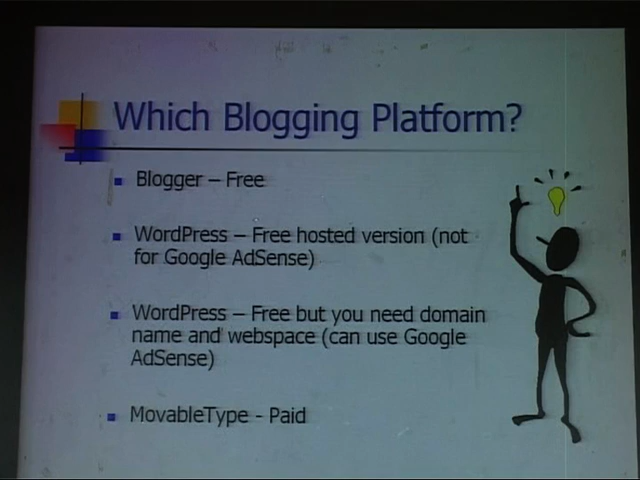 Which Blogging Platform?
Blogger – Free
WordPress – Free hosted version (not
for Google AdSense)
WordPress – Free but you need domain
name and webspace (can use Google
AdSense)
MovableType - Paid